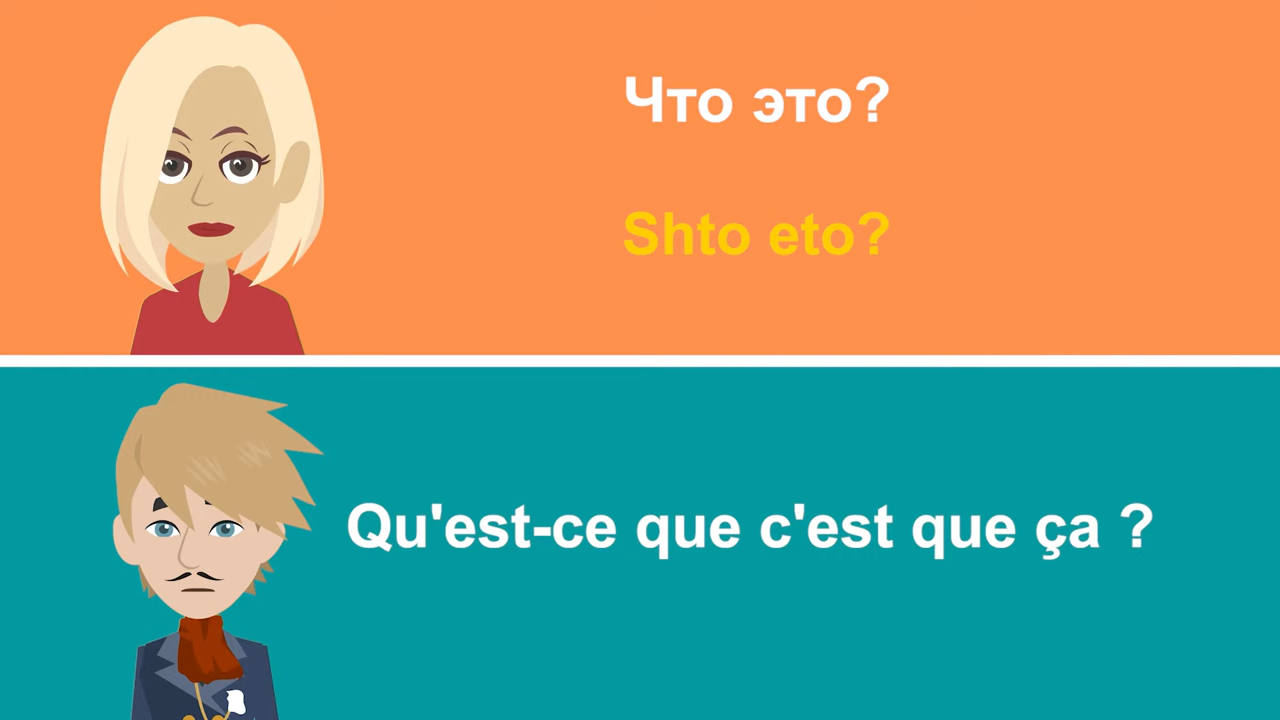 Что это?
Shto eto?
Qu'est-ce que c'est que ça ?